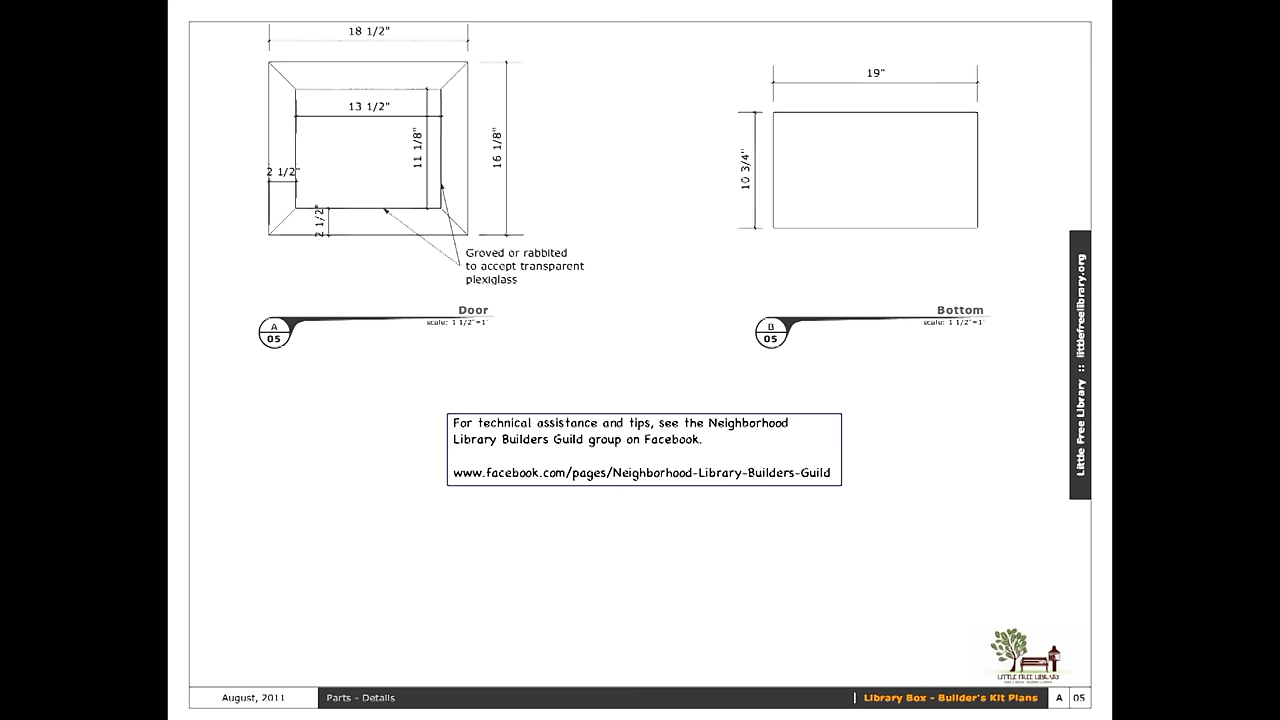 18 1/2"
13 1/2"
11 1/8"
16 1/8"
2 1/2"
2 1/2"
Groved or rabbited
to accept transparent
plexiglass
Door
scale: 1 1/2"=1'
A
05
19"
10 3/4"
Bottom
scale: 1 1/2"=1'
B
05
For technical assistance and tips, see the Neighborhood
Library Builders Guild group on Facebook.
www.facebook.com/pages/Neighborhood-Library-Builders-Guild
Little Free Library :: littlefreelibrary.org
LITTLE FREE LIBRARY
August, 2011
Parts - Details
Library Box - Builder's Kit Plans
A 05